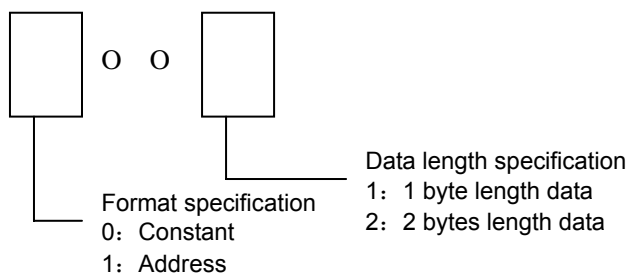 O O
Data length specification
1：1 byte length data
2：2 bytes length data
Format specification
0：Constant
1：Address